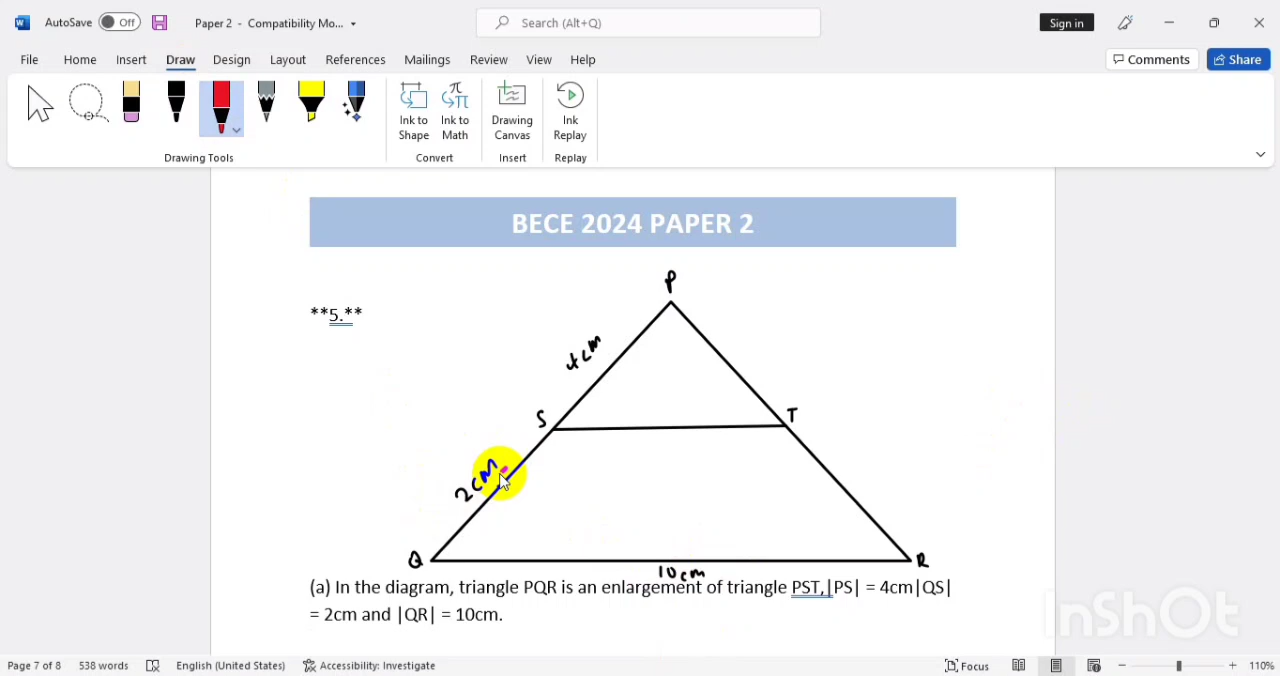 AutoSave Off Paper 2 - Compatibility Mo... Search (Alt+Q) Sign in
File Home Insert Draw Design Layout References Mailings Review View Help Comments Share
Ink to Shape Ink to Math Drawing Canvas Ink Replay
Drawing Tools Convert Insert Replay
BECE 2024 PAPER 2
P
**5.**
4cm
S T
2cm
Q R
10cm
(a) In the diagram, triangle PQR is an enlargement of triangle PST,|PS| = 4cm|QS|
= 2cm and |QR| = 10cm.
InShOt
Page 7 of 8 538 words English (United States) Accessibility: Investigate Focus 110%